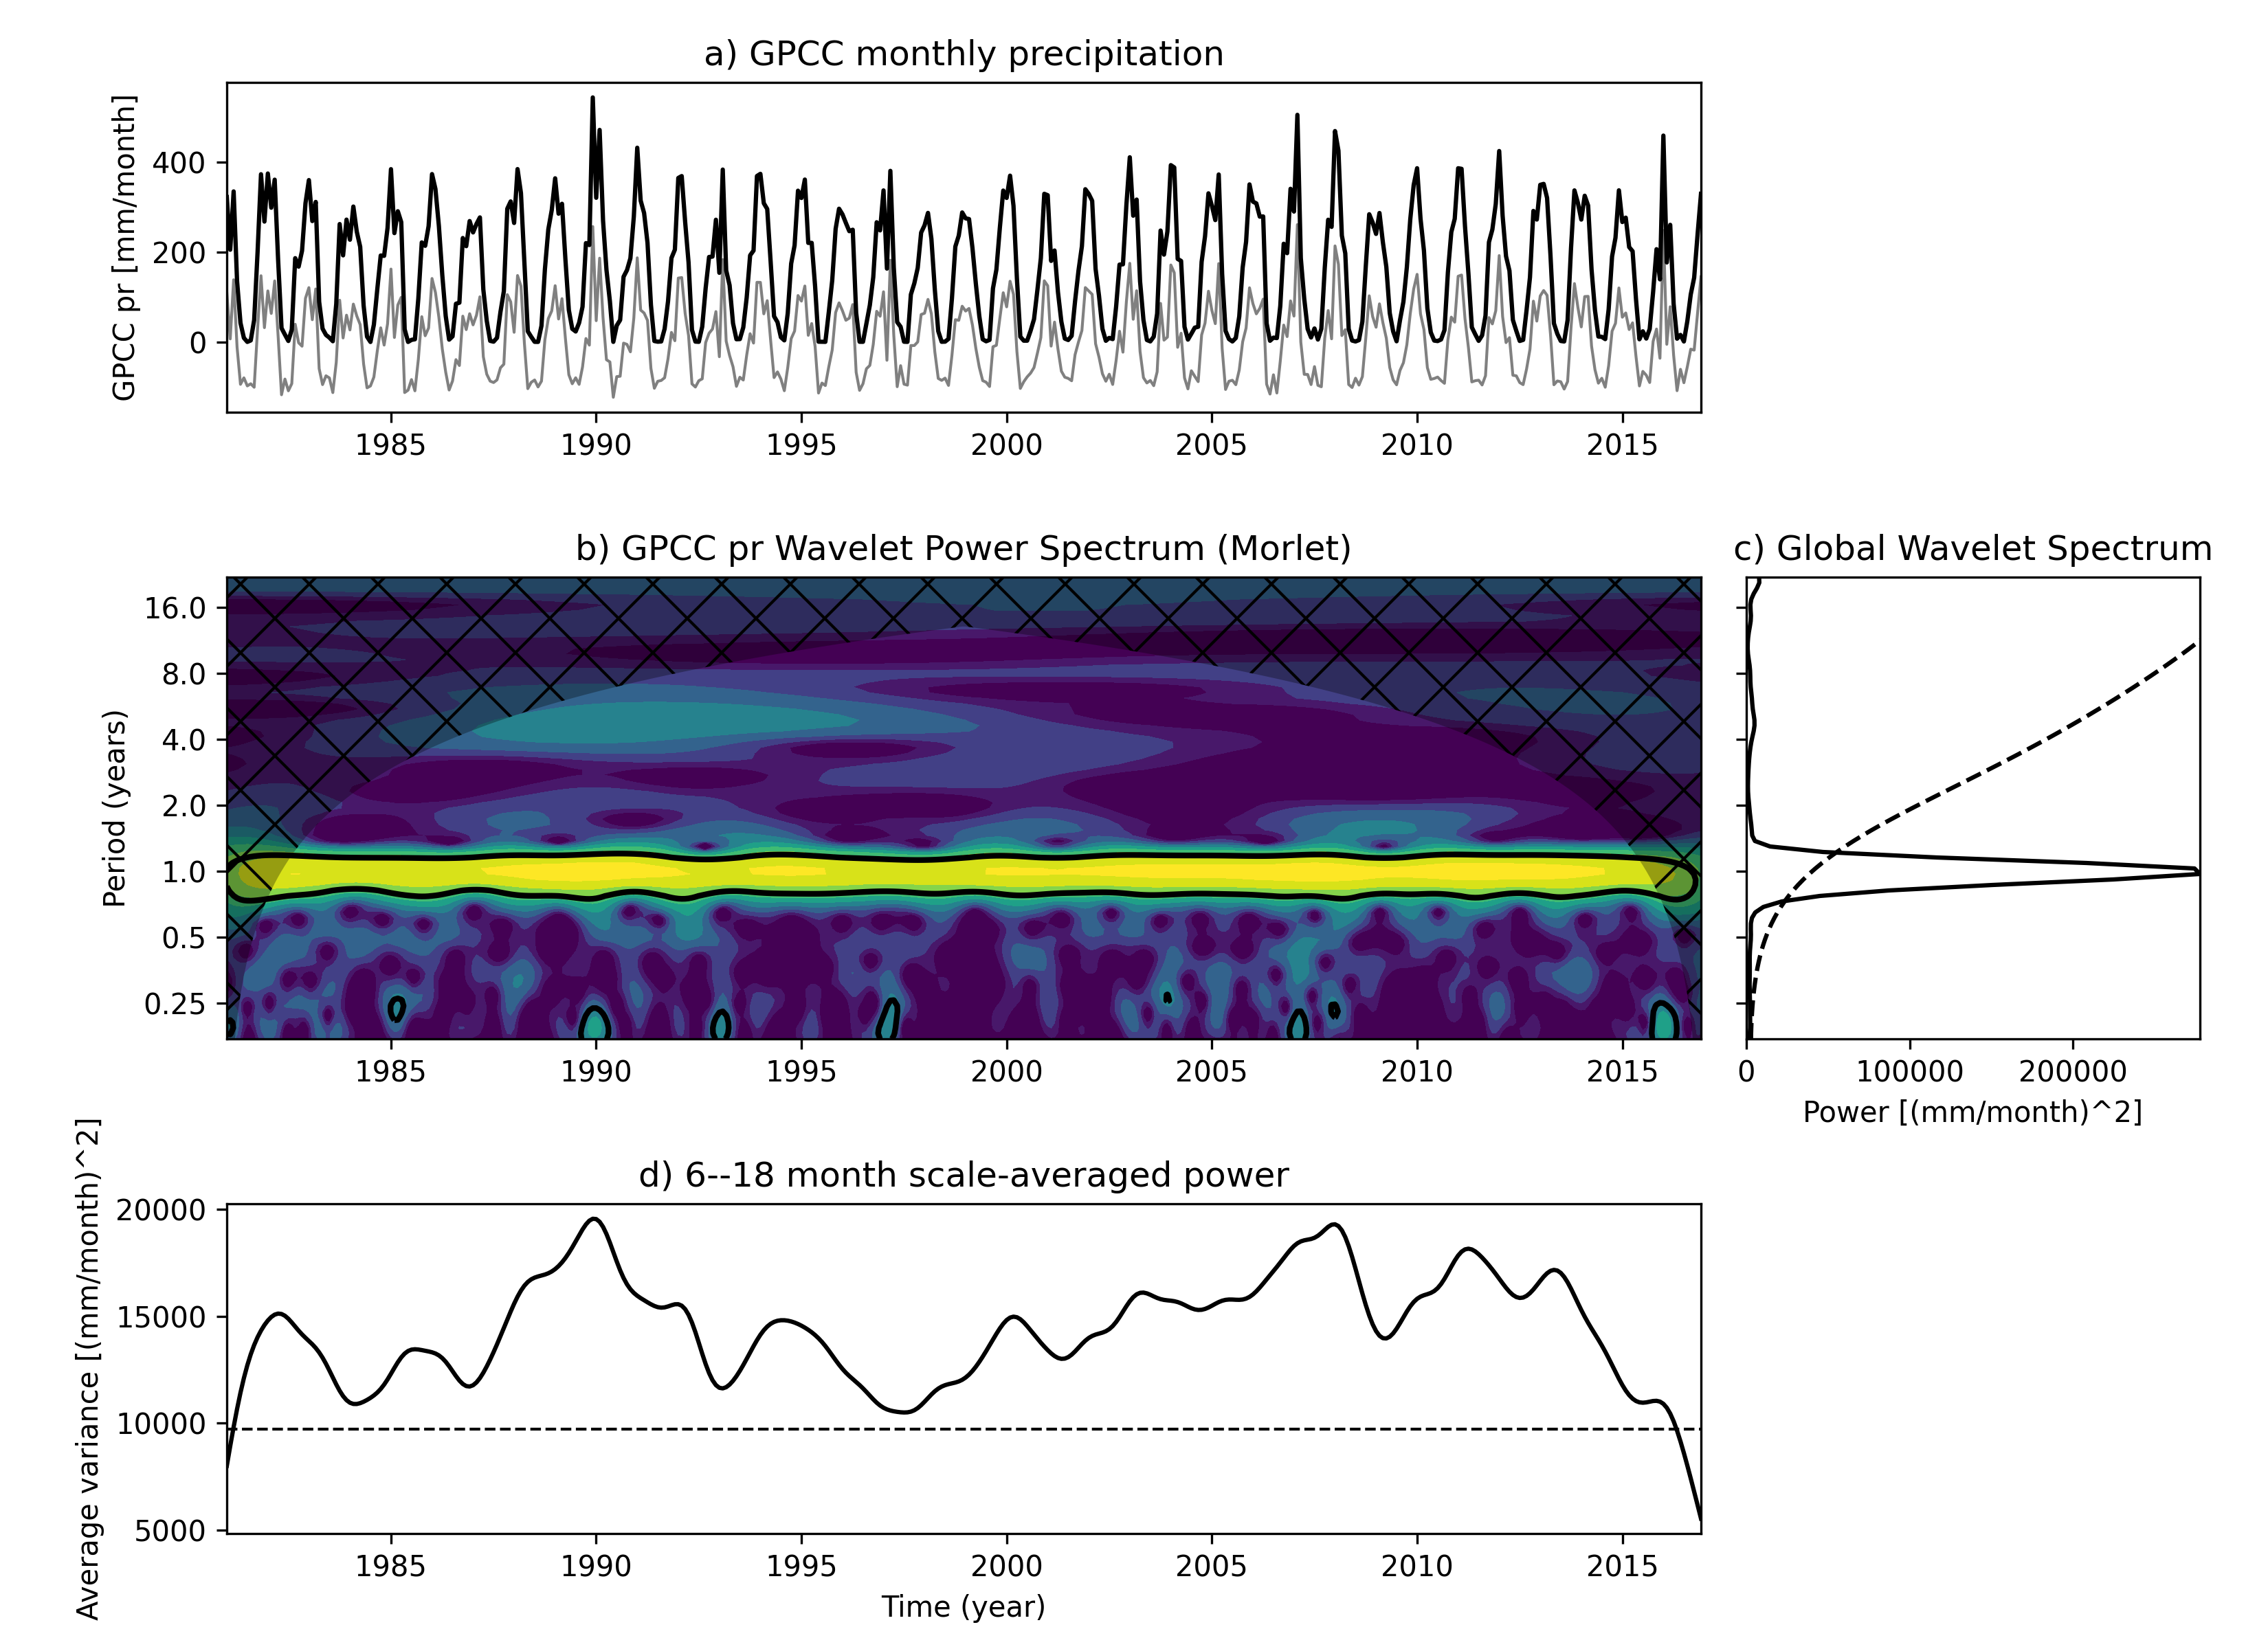 a) GPCC monthly precipitation
GPCC pr [mm/month]
400
200
0
1985 1990 1995 2000 2005 2010 2015
b) GPCC pr Wavelet Power Spectrum (Morlet)
Period (years)
16.0
8.0
4.0
2.0
1.0
0.5
0.25
1985 1990 1995 2000 2005 2010 2015
c) Global Wavelet Spectrum
0 100000 200000
Power [(mm/month)^2]
d) 6--18 month scale-averaged power
Average variance [(mm/month)^2]
20000
15000
10000
5000
1985 1990 1995 2000 2005 2010 2015
Time (year)